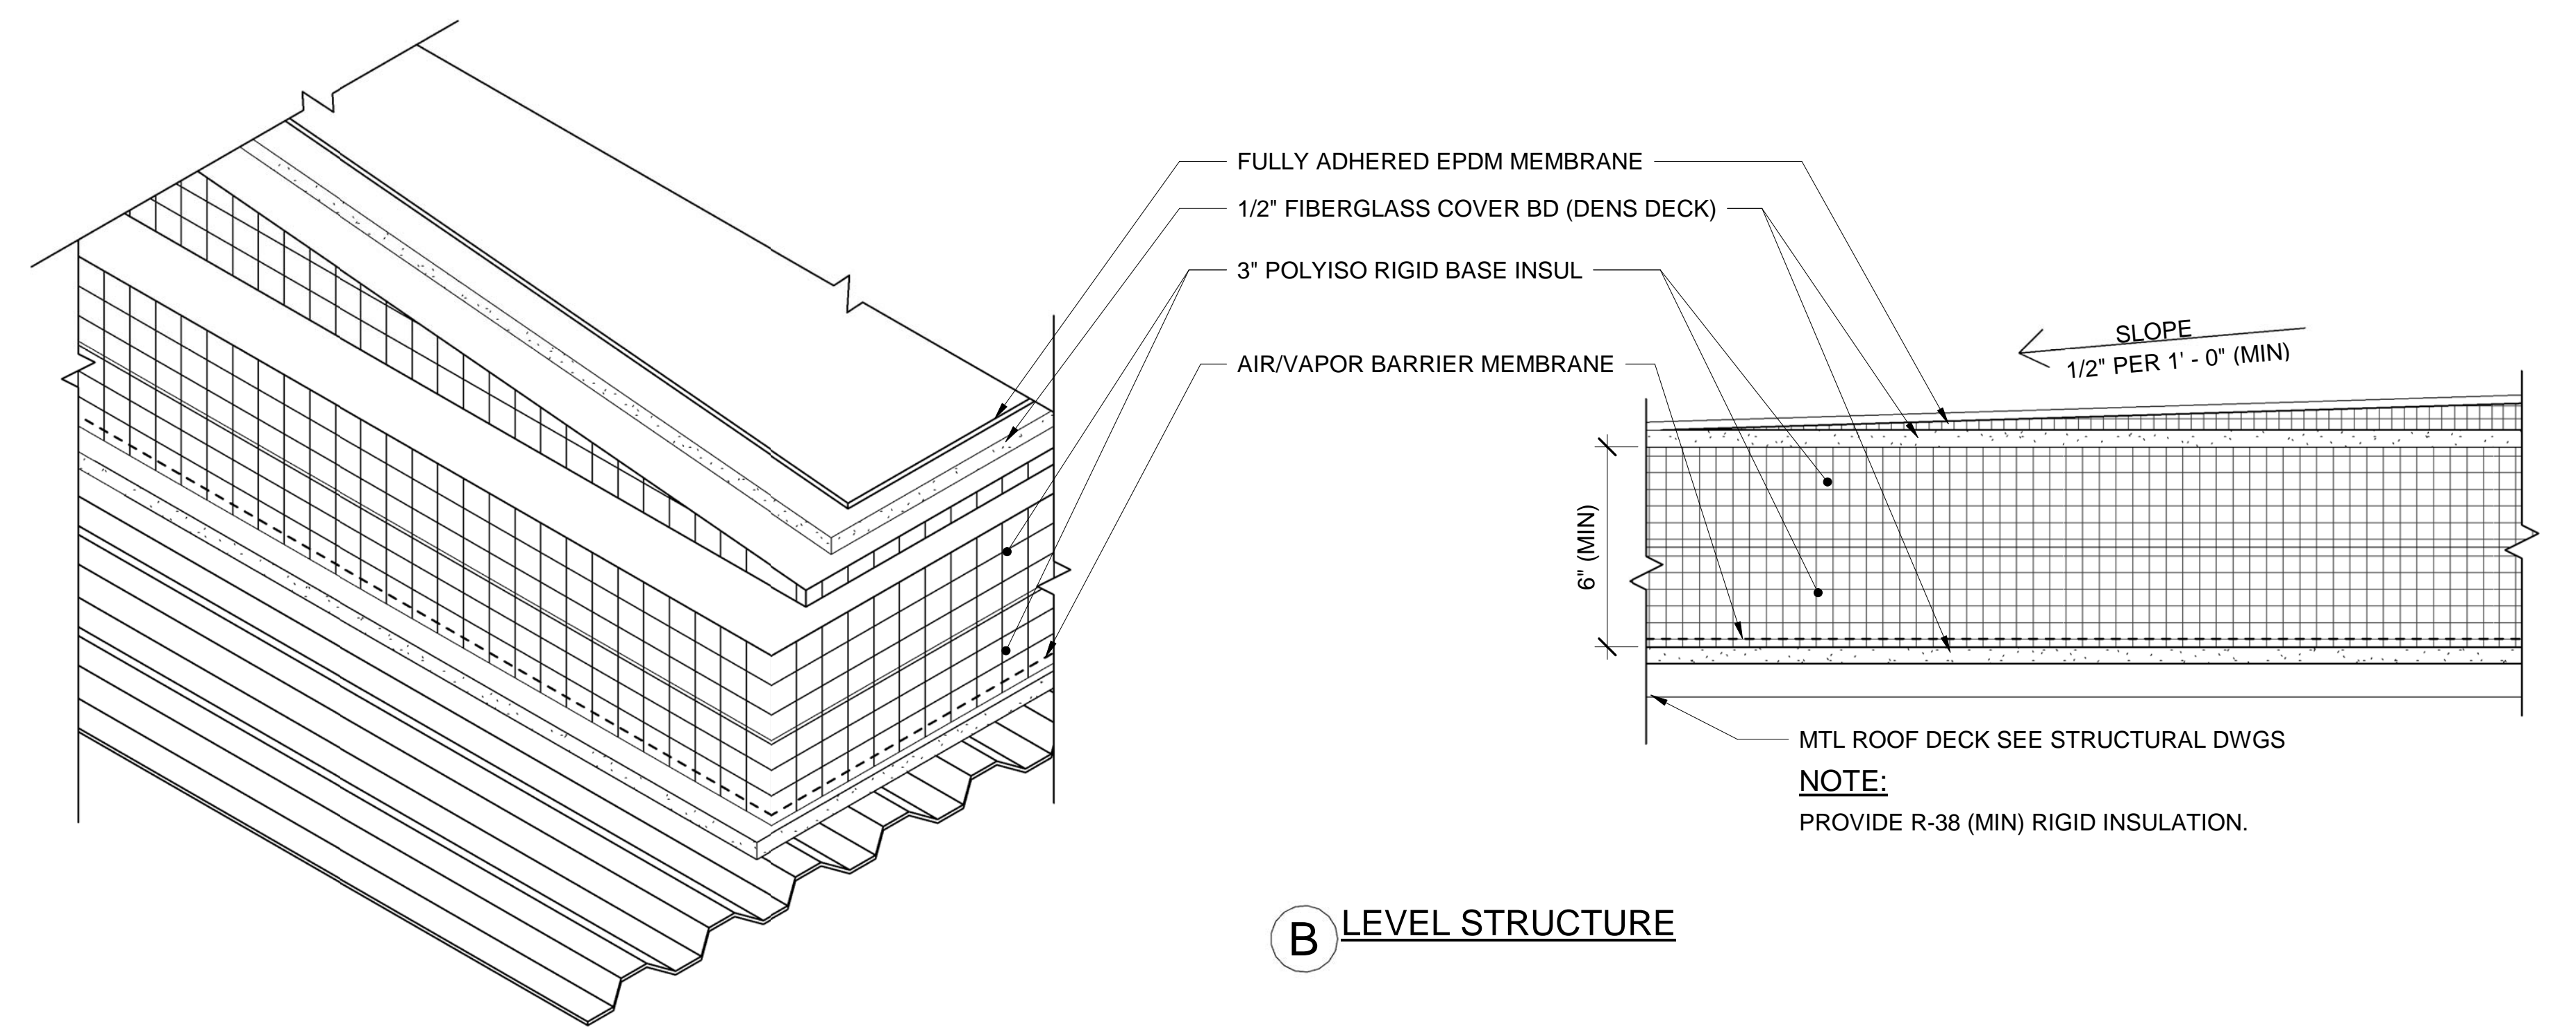 FULLY ADHERED EPDM MEMBRANE
1/2" FIBERGLASS COVER BD (DENS DECK)
3" POLYISO RIGID BASE INSUL
AIR/VAPOR BARRIER MEMBRANE
SLOPE
1/2" PER 1' - 0" (MIN)
6" (MIN)
MTL ROOF DECK SEE STRUCTURAL DWGS
NOTE:
PROVIDE R-38 (MIN) RIGID INSULATION.
B LEVEL STRUCTURE